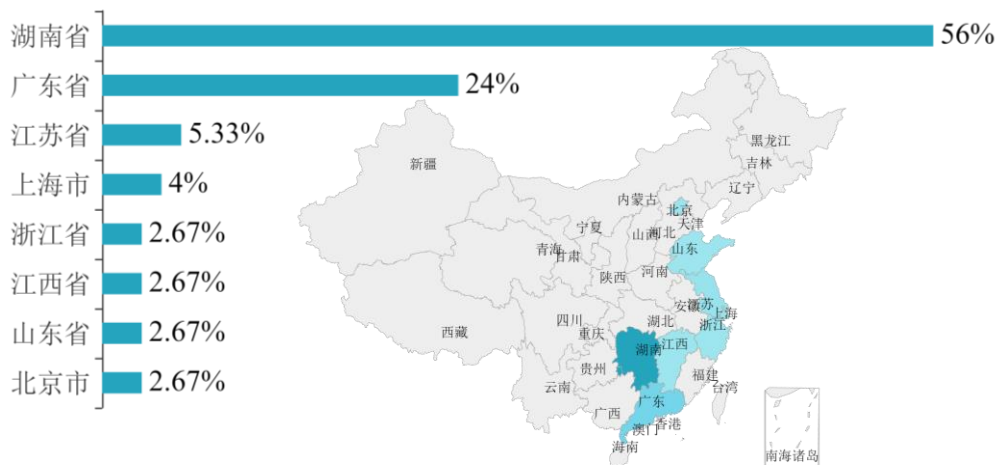 湖南省 56%
广东省 24%
江苏省 5.33%
上海市 4%
浙江省 2.67%
江西省 2.67%
山东省 2.67%
北京市 2.67%
黑龙江
吉林
辽宁
新疆
内蒙古
北京
天津
宁夏
山西
河北
山东
青海
甘肃
陕西
河南
安徽
江苏
上海
浙江
四川
湖北
重庆
西藏
湖南
江西
贵州
福建
云南
台湾
广东
广西
香港
澳门
海南
南海诸岛